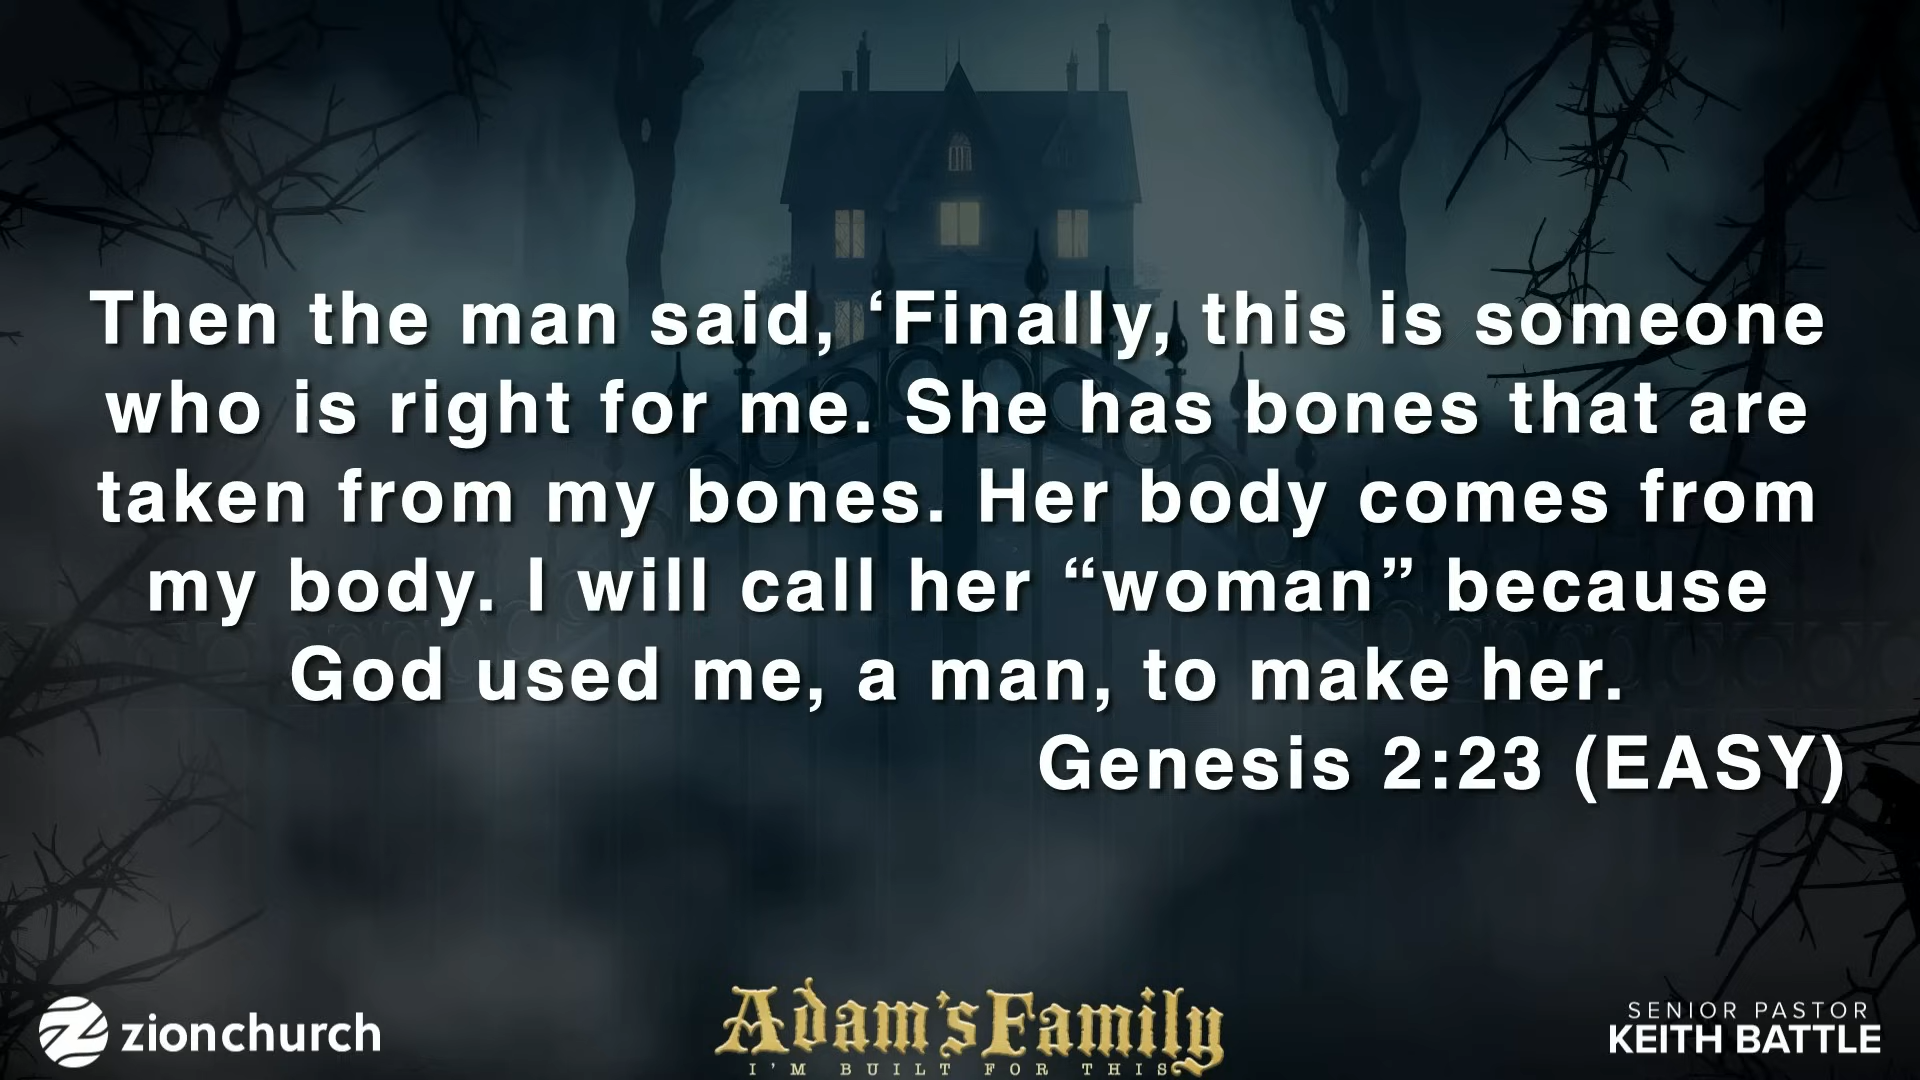 Then the man said, ‘Finally, this is someone
who is right for me. She has bones that are
taken from my bones. Her body comes from
my body. I will call her “woman” because
God used me, a man, to make her.
Genesis 2:23 (EASY)
zionchurch
Adam's Family
I'M BUILT FOR THIS
SENIOR PASTOR
KEITH BATTLE